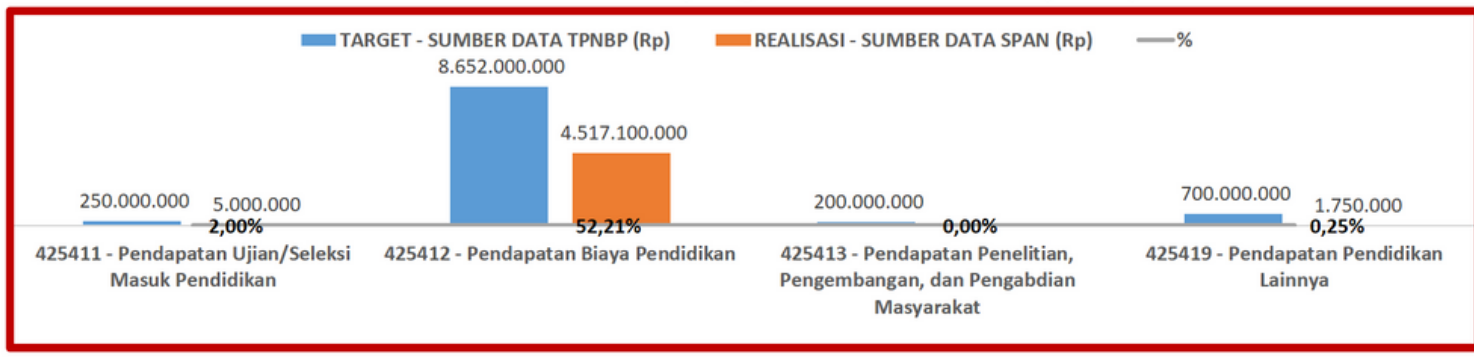 TARGET - SUMBER DATA TPNBP (Rp) REALISASI - SUMBER DATA SPAN (Rp) %
8.652.000.000
4.517.100.000
250.000.000 5.000.000 200.000.000 700.000.000 1.750.000
2,00% 52,21% 0,00% 0,25%
425411 - Pendapatan Ujian/Seleksi
Masuk Pendidikan
425412 - Pendapatan Biaya Pendidikan
425413 - Pendapatan Penelitian,
Pengembangan, dan Pengabdian
Masyarakat
425419 - Pendapatan Pendidikan
Lainnya